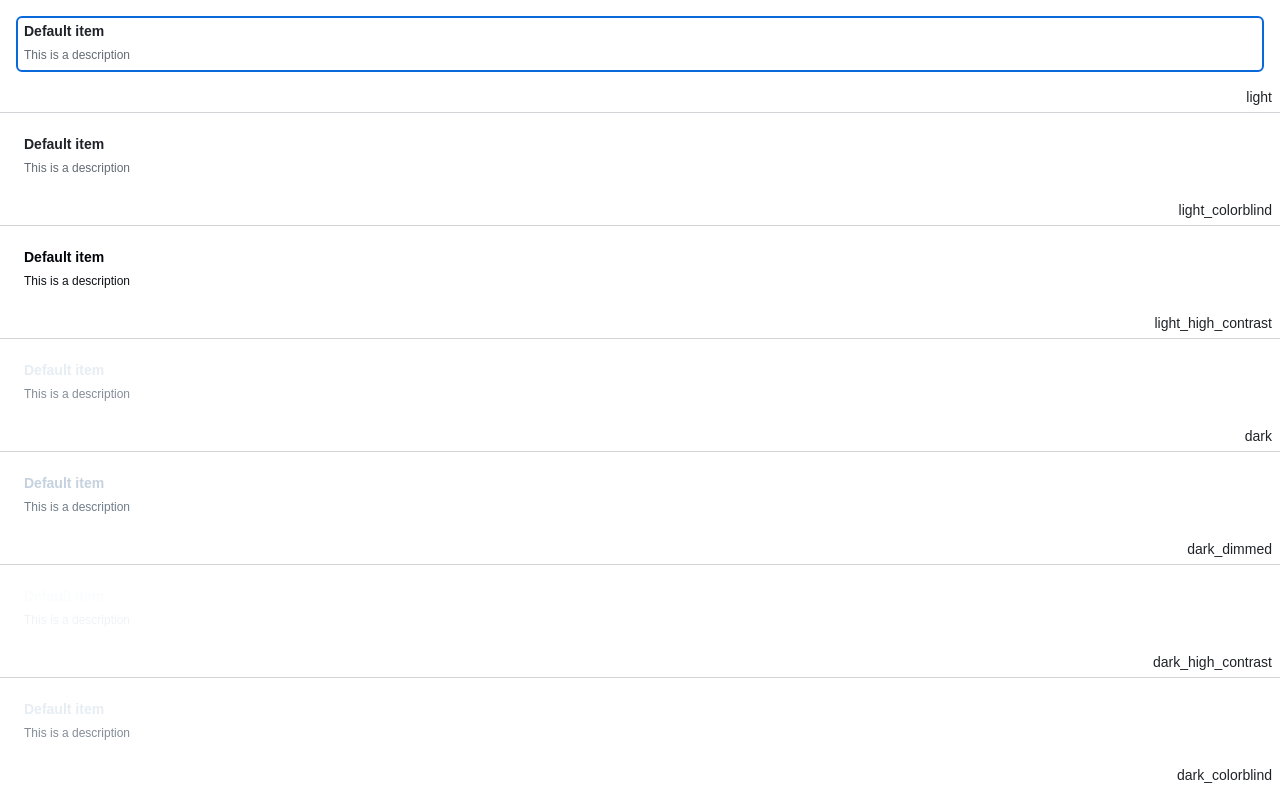 Default item
This is a description
light
Default item
This is a description
light_colorblind
Default item
This is a description
light_high_contrast
Default item
This is a description
dark
Default item
This is a description
dark_dimmed
Default item
This is a description
dark_high_contrast
Default item
This is a description
dark_colorblind